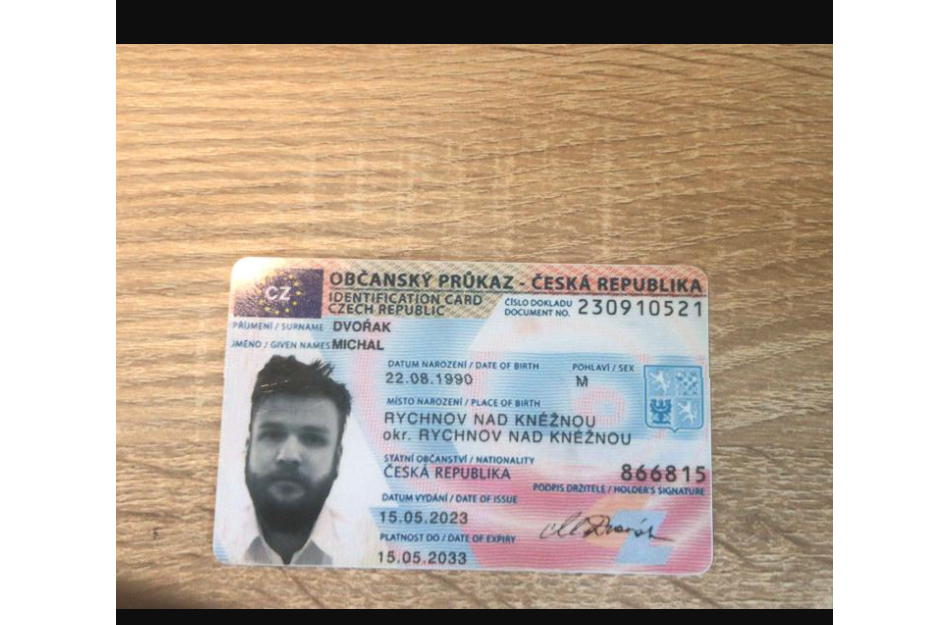 CZ
OBČANSKÝ PRŮKAZ - ČESKÁ REPUBLIKA
IDENTIFICATION CARD
CZECH REPUBLIC
ČÍSLO DOKLADU
DOCUMENT NO. 230910521
PŘÍJMENÍ / SURNAME DVOŘAK
JMÉNO / GIVEN NAMES MICHAL
DATUM NAROZENÍ / DATE OF BIRTH
22.08.1990
POHLAVÍ / SEX
M
MÍSTO NAROZENÍ / PLACE OF BIRTH
RYCHNOV NAD KNĚŽNOU
okr. RYCHNOV NAD KNĚŽNOU
STÁTNÍ OBČANSTVÍ / NATIONALITY
ČESKÁ REPUBLIKA
866815
PODPIS DRŽITELE / HOLDER'S SIGNATURE
DATUM VYDÁNÍ / DATE OF ISSUE
15.05.2023
PLATNOST DO / DATE OF EXPIRY
15.05.2033